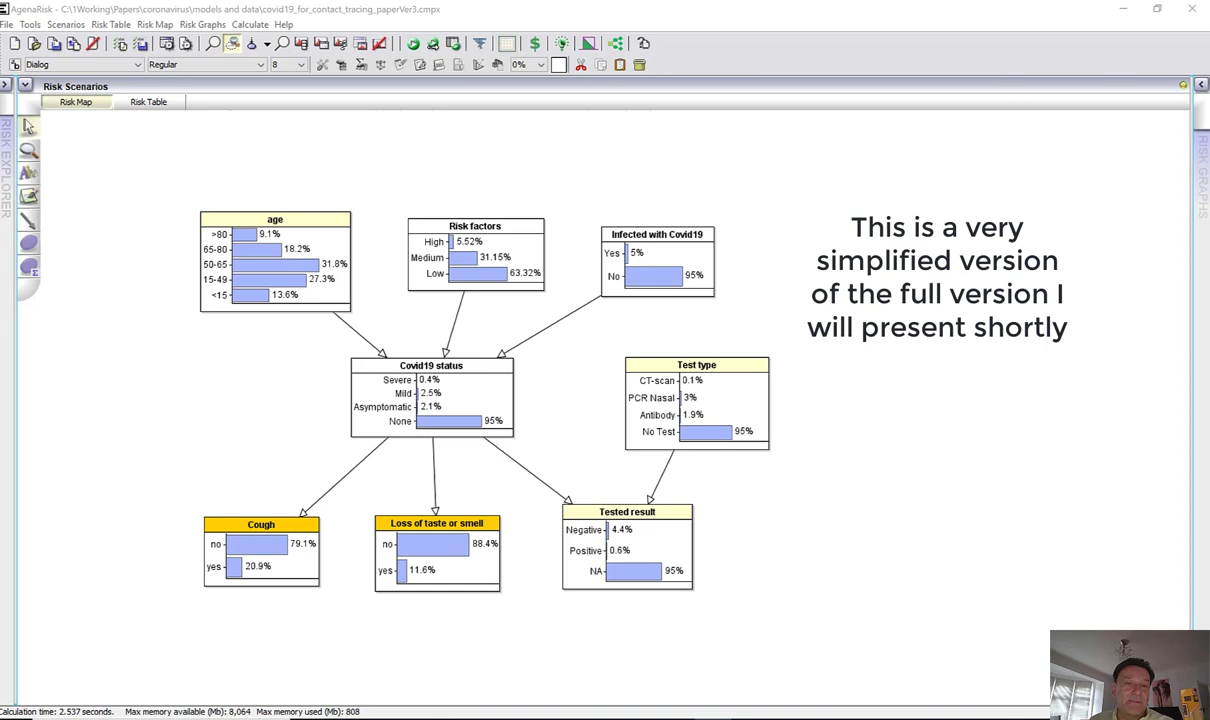 AgenaRisk - C:\1Working\Papers\coronavirus\models and data\covid19_for_contact_tracing_paperVer3.cmpx
File Tools Scenarios Risk Table Risk Map Risk Graphs Calculate Help
Dialog Regular 8 0%
Risk Scenarios
Risk Map Risk Table
RISK EXPLORER
RISK GRAPHS
age
>80 9.1%
65-80 18.2%
50-65 31.8%
15-49 27.3%
<15 13.6%
Risk factors
High 5.52%
Medium 31.15%
Low 63.32%
Infected with Covid19
Yes 5%
No 95%
This is a very
simplified version
of the full version I
will present shortly
Covid19 status
Severe 0.4%
Mild 2.5%
Asymptomatic 2.1%
None 95%
Test type
CT-scan 0.1%
PCR Nasal 3%
Antibody 1.9%
No Test 95%
Cough
no 79.1%
yes 20.9%
Loss of taste or smell
no 88.4%
yes 11.6%
Tested result
Negative 4.4%
Positive 0.6%
NA 95%
Calculation time: 2.537 seconds. Max memory available (Mb): 8,064 Max memory used (Mb): 808